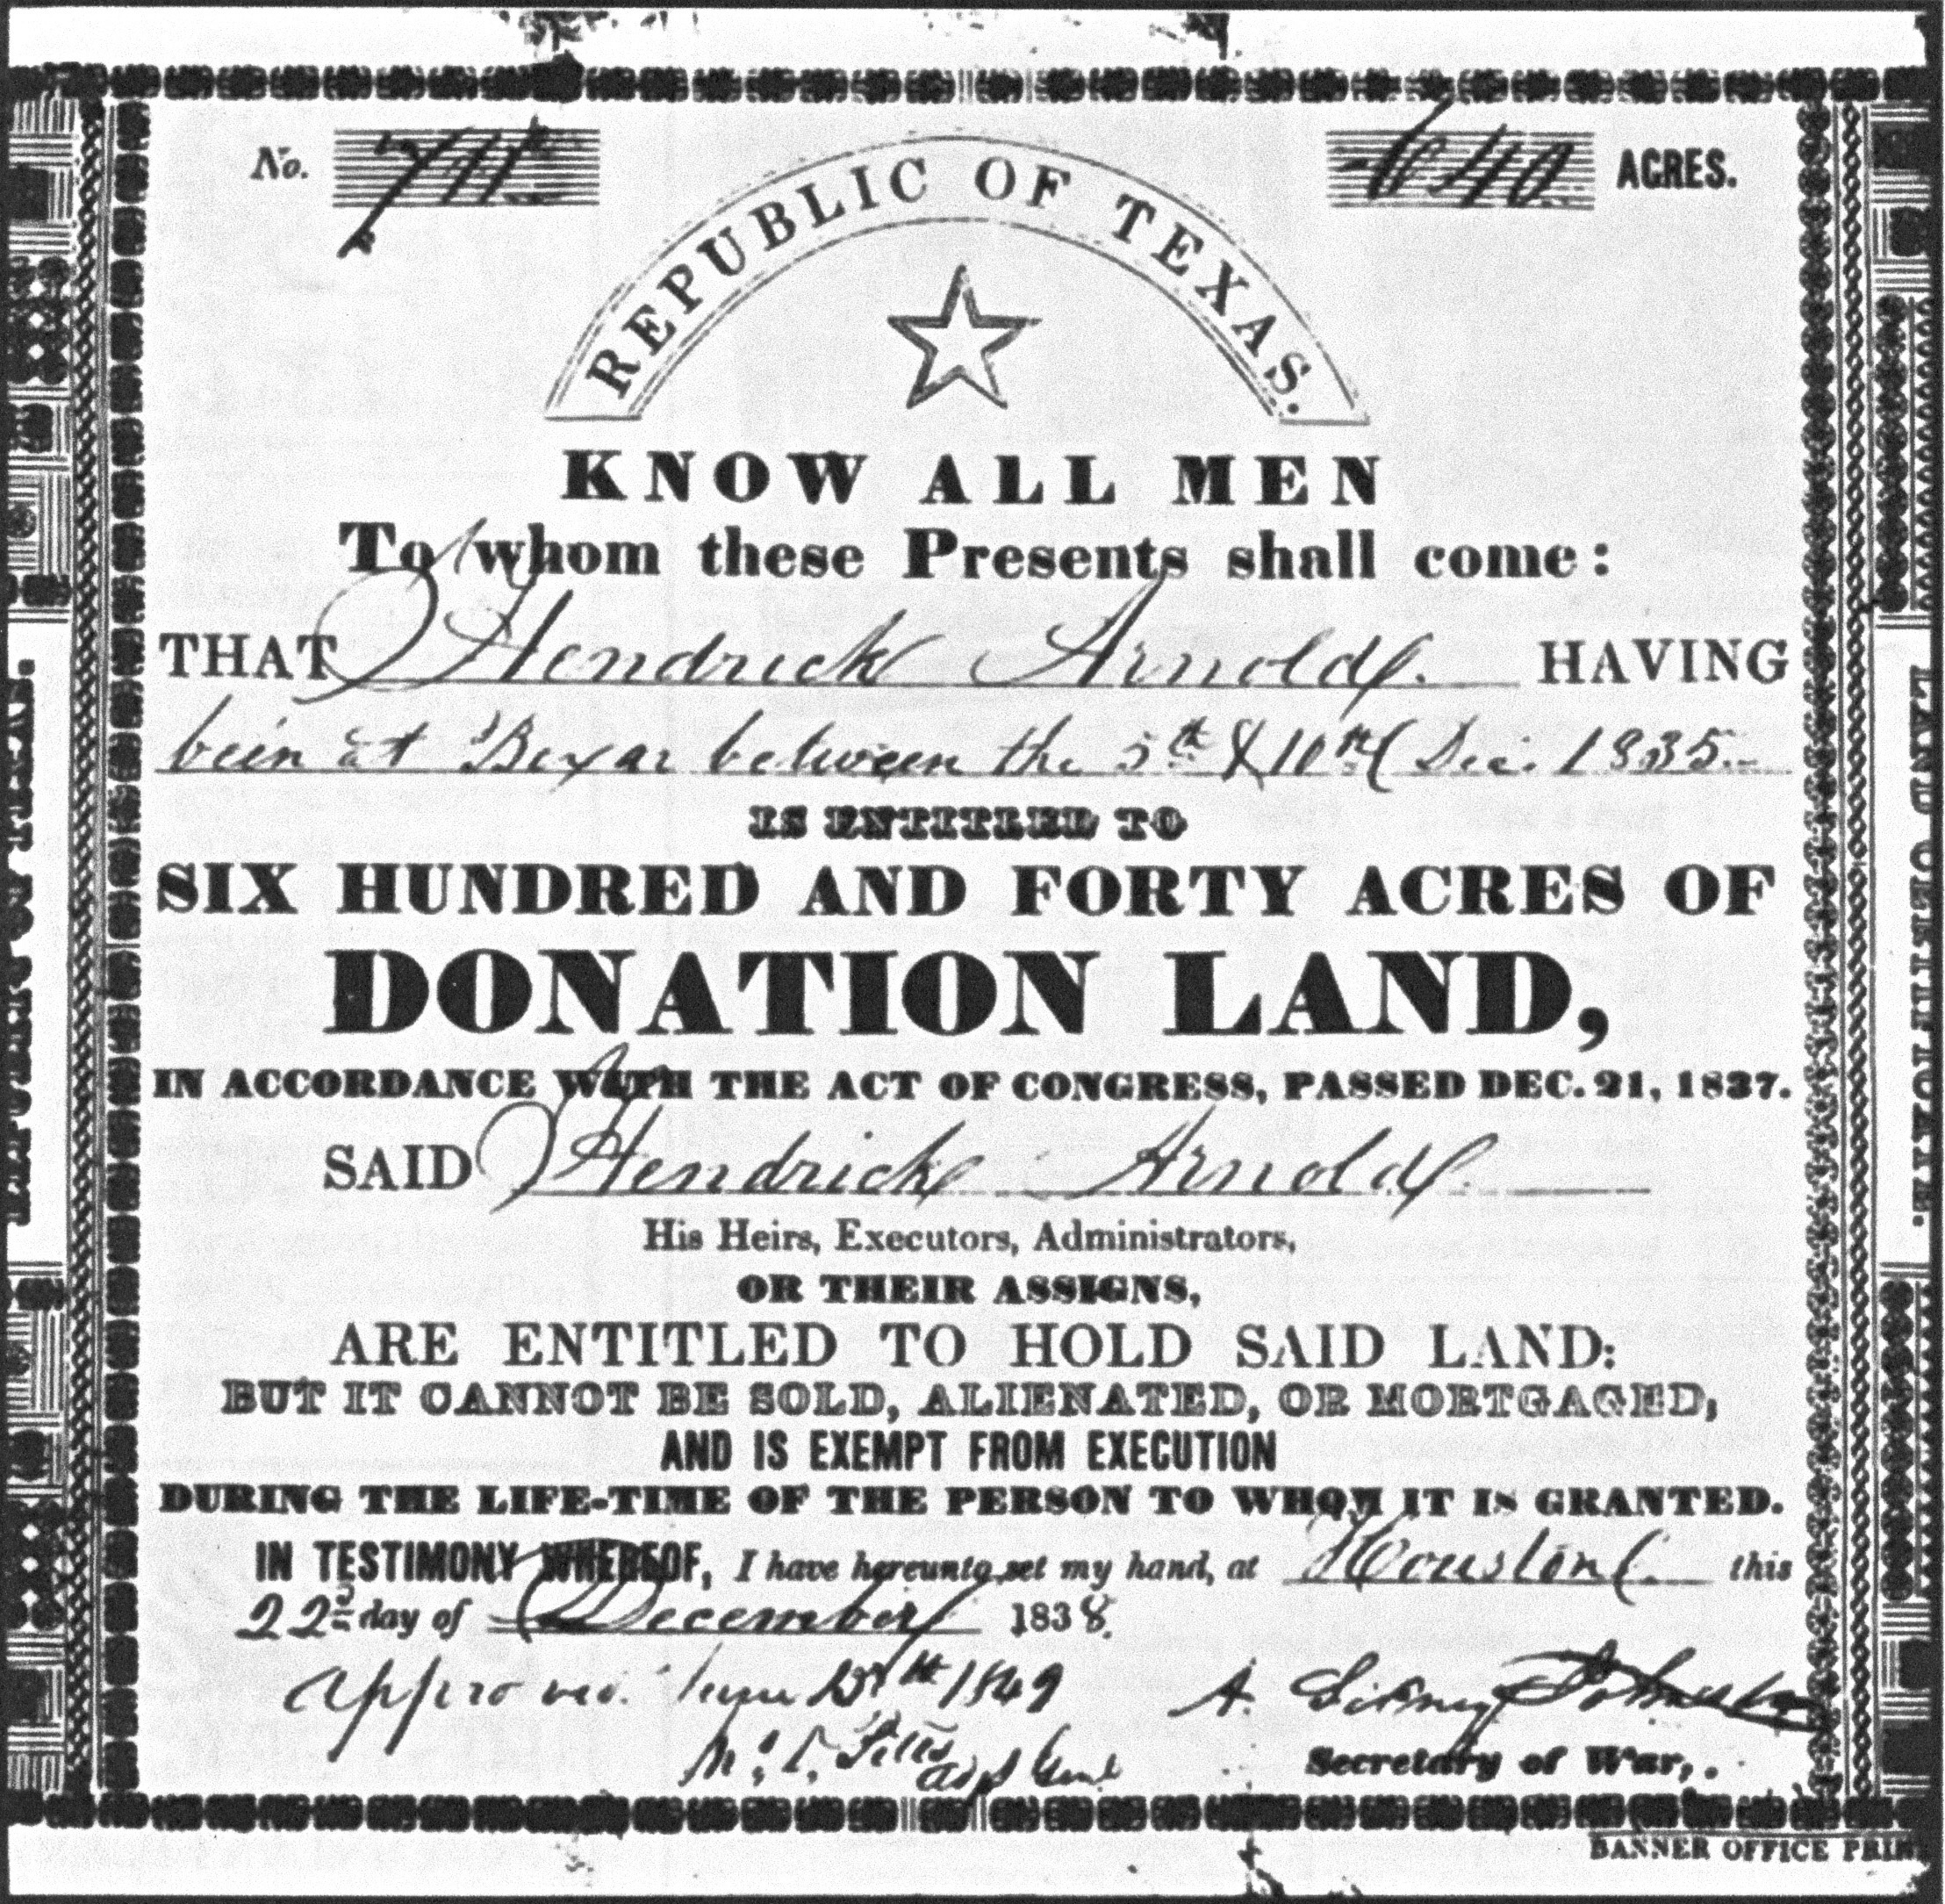 No.
640 ACRES.
REPUBLIC OF TEXAS.
KNOW ALL MEN
To whom these Presents shall come:
THAT Hendrick Arnold. HAVING
been at Bexar between the 5th & 10th Dec. 1835.
IS ENTITLED TO
SIX HUNDRED AND FORTY ACRES OF
DONATION LAND,
IN ACCORDANCE WITH THE ACT OF CONGRESS, PASSED DEC. 21, 1837.
SAID Hendrick Arnold.
His Heirs, Executors, Administrators,
OR THEIR ASSIGNS,
ARE ENTITLED TO HOLD SAID LAND:
BUT IT CANNOT BE SOLD, ALIENATED, OR MORTGAGED,
AND IS EXEMPT FROM EXECUTION
DURING THE LIFE-TIME OF THE PERSON TO WHOM IT IS GRANTED.
IN TESTIMONY WHEREOF, I have hereunto set my hand, at Houston this
22d day of December 1838.
Approved. June 1849
A. Sidney Johnston
Secretary of War,.
BANNER OFFICE PRIN